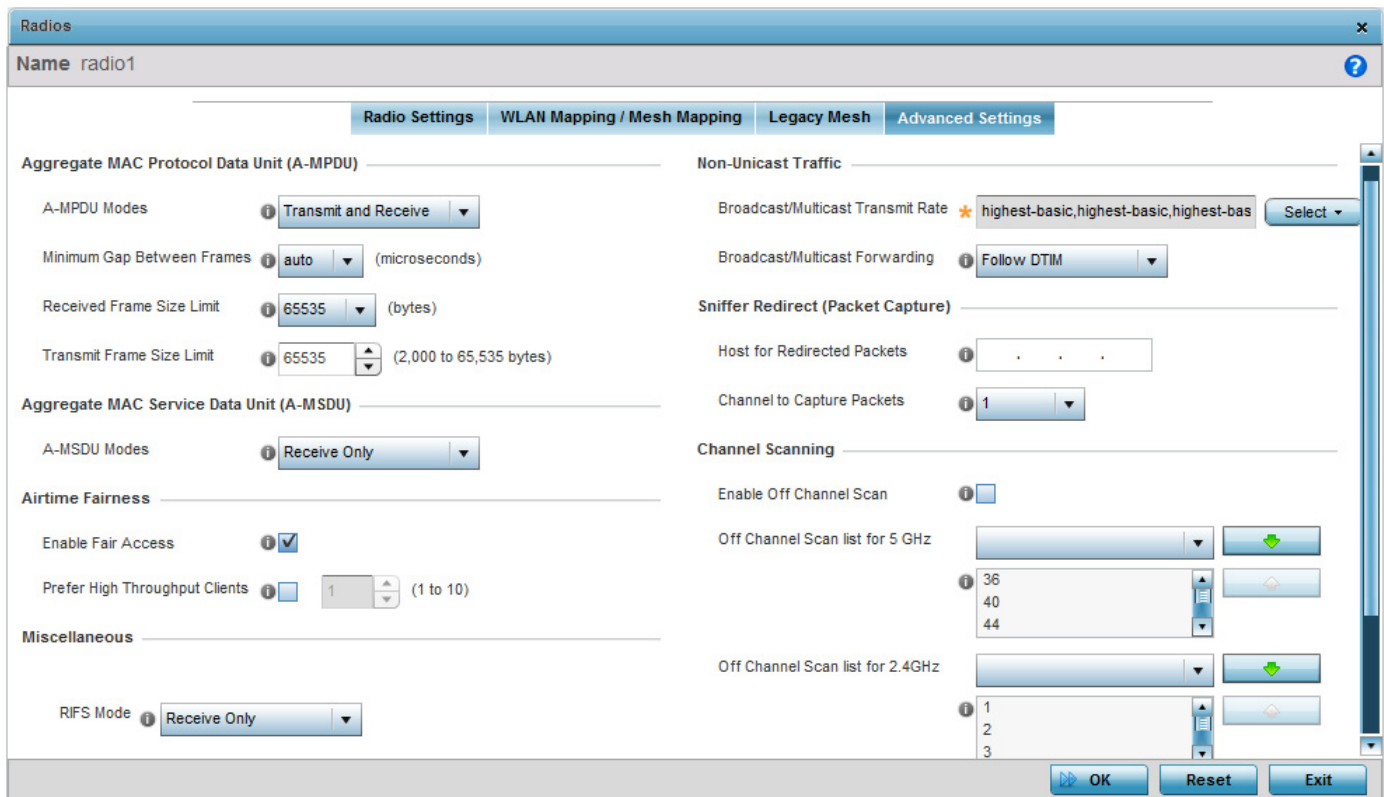 Radios
Name radio1
Radio Settings
WLAN Mapping / Mesh Mapping
Legacy Mesh
Advanced Settings
Aggregate MAC Protocol Data Unit (A-MPDU)
A-MPDU Modes Transmit and Receive
Minimum Gap Between Frames auto (microseconds)
Received Frame Size Limit 65535 (bytes)
Transmit Frame Size Limit 65535 (2,000 to 65,535 bytes)
Aggregate MAC Service Data Unit (A-MSDU)
A-MSDU Modes Receive Only
Airtime Fairness
Enable Fair Access
Prefer High Throughput Clients 1 (1 to 10)
Miscellaneous
RIFS Mode Receive Only
Non-Unicast Traffic
Broadcast/Multicast Transmit Rate highest-basic,highest-basic,highest-bas Select
Broadcast/Multicast Forwarding Follow DTIM
Sniffer Redirect (Packet Capture)
Host for Redirected Packets . . .
Channel to Capture Packets 1
Channel Scanning
Enable Off Channel Scan
Off Channel Scan list for 5 GHz
36
40
44
Off Channel Scan list for 2.4GHz
1
2
3
OK
Reset
Exit